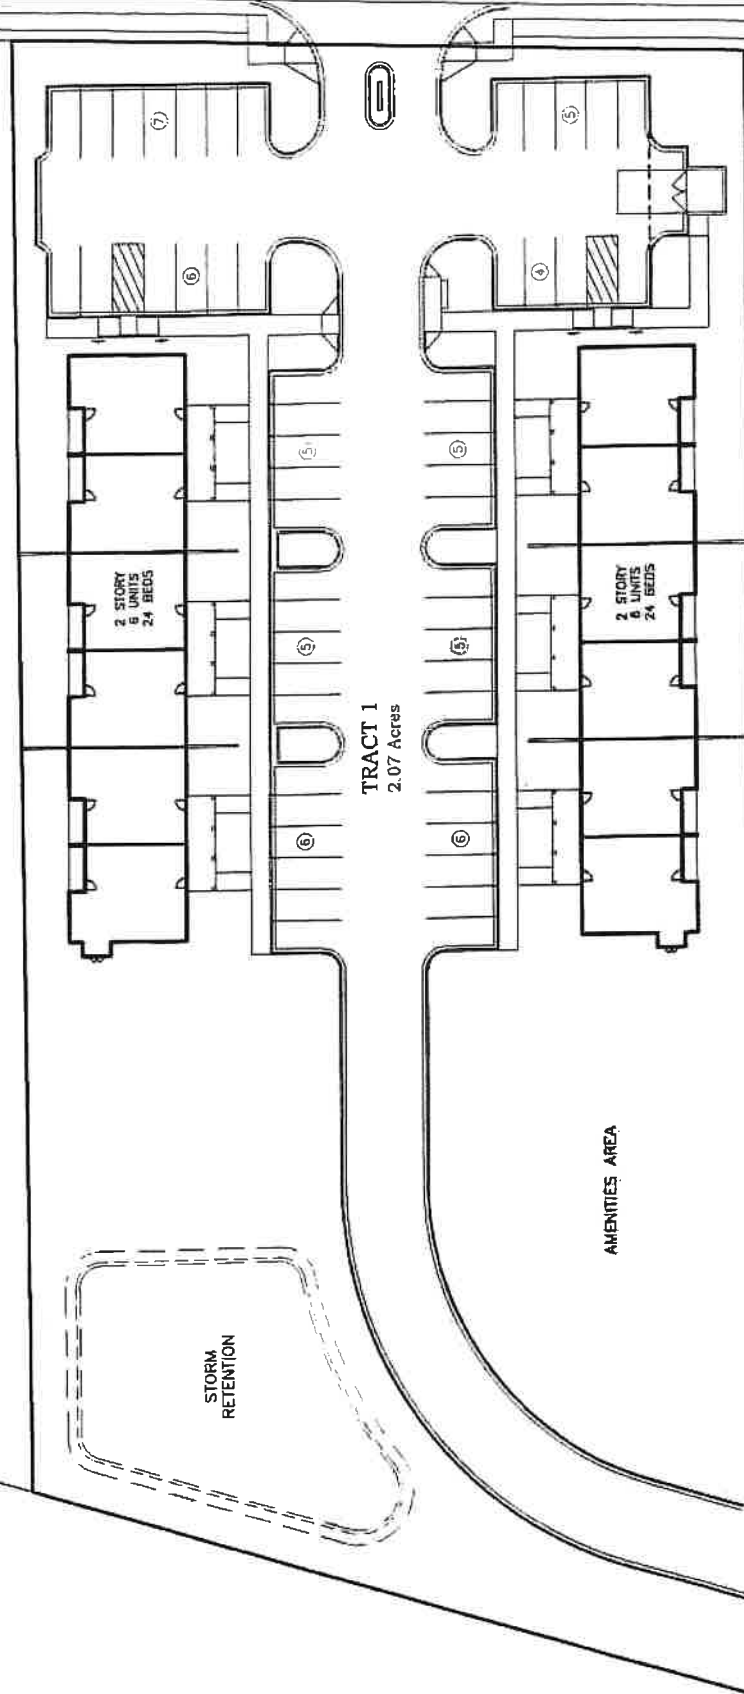 (7)
(5)
(6)
(4)
(5)
(5)
2 STORY
6 UNITS
24 BEDS
2 STORY
6 UNITS
24 BEDS
(5)
(5)
TRACT 1
2.07 Acres
(6)
(6)
AMENITIES AREA
STORM
RETENTION